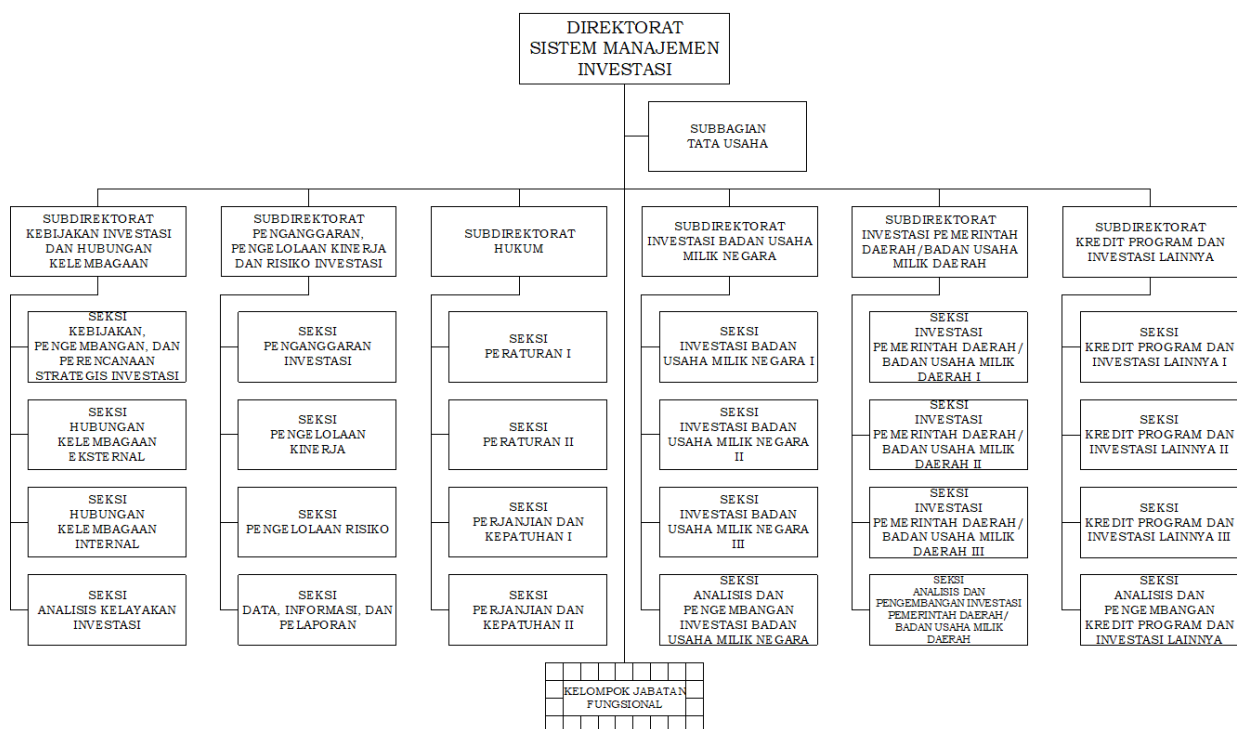 DIREKTORAT
SISTEM MANAJEMEN
INVESTASI
SUBBAGIAN
TATA USAHA
SUBDIREKTORAT
KEBIJAKAN INVESTASI
DAN HUBUNGAN
KELEMBAGAAN
SUBDIREKTORAT
PENGANGGARAN,
PENGELOLAAN KINERJA
DAN RISIKO INVESTASI
SUBDIREKTORAT
HUKUM
SUBDIREKTORAT
INVESTASI BADAN USAHA
MILIK NEGARA
SUBDIREKTORAT
INVESTASI PEMERINTAH
DAERAH/BADAN USAHA
MILIK DAERAH
SUBDIREKTORAT
KREDIT PROGRAM DAN
INVESTASI LAINNYA
SEKSI
KEBIJAKAN,
PENGEMBANGAN, DAN
PERENCANAAN
STRATEGIS INVESTASI
SEKSI
PENGANGGARAN
INVESTASI
SEKSI
PERATURAN I
SEKSI
INVESTASI BADAN
USAHA MILIK NEGARA I
SEKSI
INVESTASI
PEMERINTAH DAERAH/
BADAN USAHA MILIK
DAERAH I
SEKSI
KREDIT PROGRAM DAN
INVESTASI LAINNYA I
SEKSI
HUBUNGAN
KELEMBAGAAN
EKSTERNAL
SEKSI
PENGELOLAAN
KINERJA
SEKSI
PERATURAN II
SEKSI
INVESTASI BADAN
USAHA MILIK NEGARA
II
SEKSI
INVESTASI
PEMERINTAH DAERAH/
BADAN USAHA MILIK
DAERAH II
SEKSI
KREDIT PROGRAM DAN
INVESTASI LAINNYA II
SEKSI
HUBUNGAN
KELEMBAGAAN
INTERNAL
SEKSI
PENGELOLAAN RISIKO
SEKSI
PERJANJIAN DAN
KEPATUHAN I
SEKSI
INVESTASI BADAN
USAHA MILIK NEGARA
III
SEKSI
INVESTASI
PEMERINTAH DAERAH/
BADAN USAHA MILIK
DAERAH III
SEKSI
KREDIT PROGRAM DAN
INVESTASI LAINNYA III
SEKSI
ANALISIS KELAYAKAN
INVESTASI
SEKSI
DATA, INFORMASI, DAN
PELAPORAN
SEKSI
PERJANJIAN DAN
KEPATUHAN II
SEKSI
ANALISIS DAN
PENGEMBANGAN
INVESTASI BADAN
USAHA MILIK NEGARA
SEKSI
ANALISIS DAN
PENGEMBANGAN INVESTASI
PEMERINTAH DAERAH/
BADAN USAHA MILIK
DAERAH
SEKSI
ANALISIS DAN
PENGEMBANGAN
KREDIT PROGRAM DAN
INVESTASI LAINNYA
KELOMPOK JABATAN
FUNGSIONAL